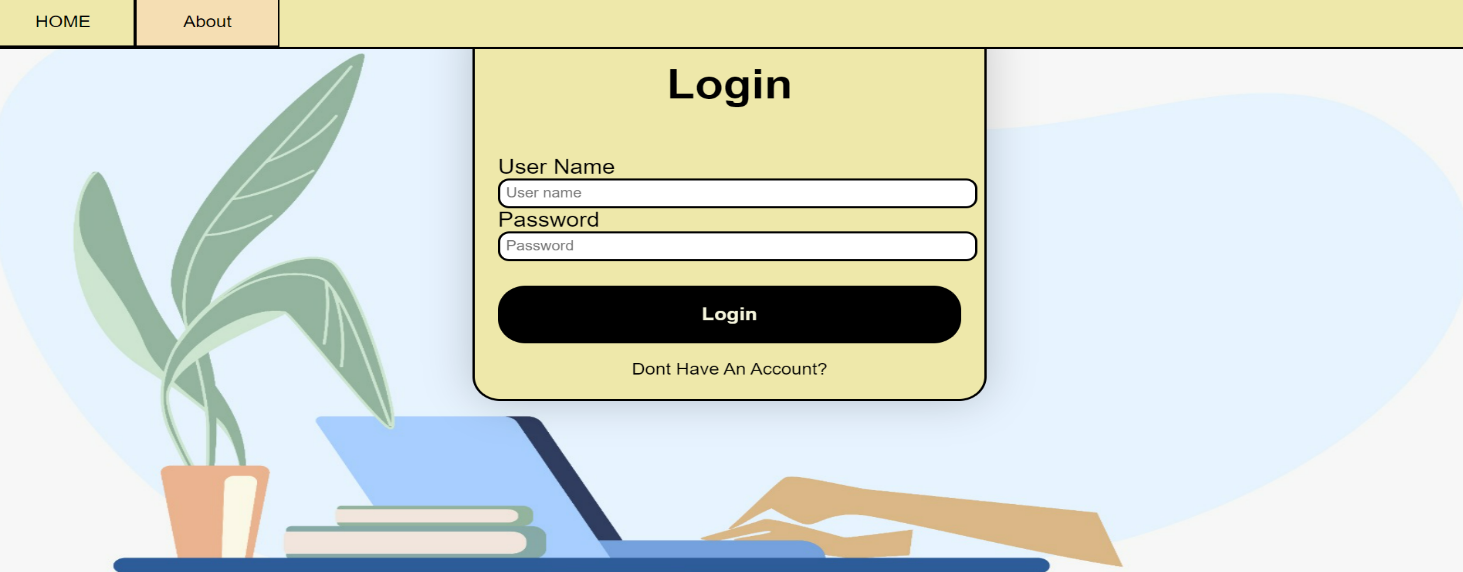 HOME About
Login
User Name
User name
Password
Password
Login
Dont Have An Account?